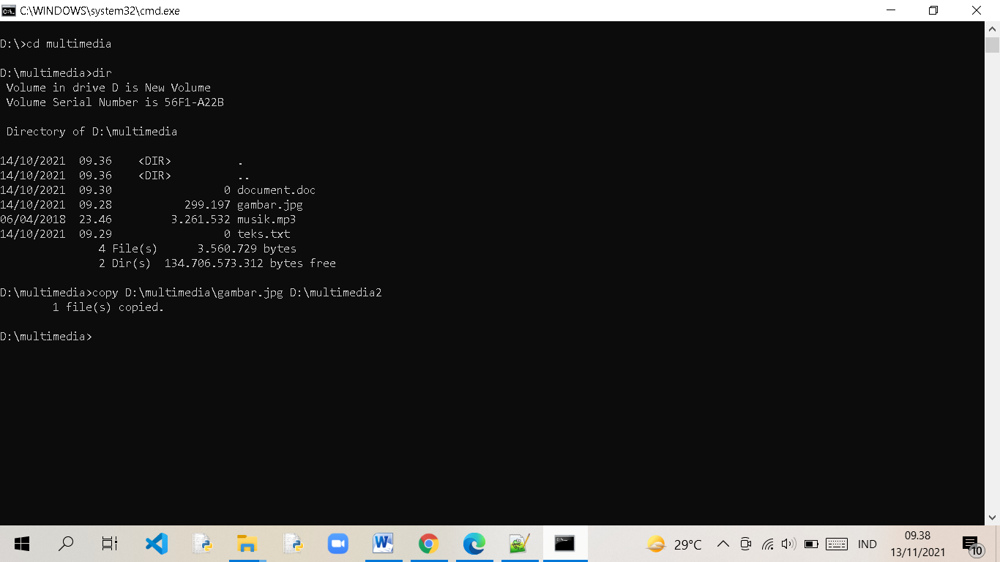 C:\WINDOWS\system32\cmd.exe
D:\>cd multimedia
D:\multimedia>dir
 Volume in drive D is New Volume
 Volume Serial Number is 56F1-A22B
 Directory of D:\multimedia
14/10/2021  09.36    <DIR>          .
14/10/2021  09.36    <DIR>          ..
14/10/2021  09.30                 0 document.doc
14/10/2021  09.28           299.197 gambar.jpg
06/04/2018  23.46         3.261.532 musik.mp3
14/10/2021  09.29                 0 teks.txt
               4 File(s)      3.560.729 bytes
               2 Dir(s)  134.706.573.312 bytes free
D:\multimedia>copy D:\multimedia\gambar.jpg D:\multimedia2
        1 file(s) copied.
D:\multimedia>
29°C
IND
09.38
13/11/2021
10